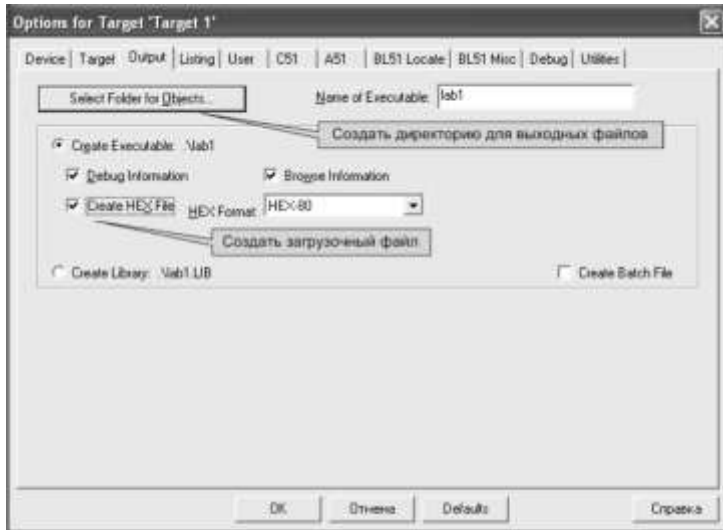 Options for Target 'Target 1'
Device Target Output Listing User C51 A51 BL51 Locate BL51 Misc Debug Utilities
Select Folder for Objects... Name of Executable: lab1
Создать директорию для выходных файлов
Create Executable: .\lab1
Debug Information Browse Information
Create HEX File HEX Format: HEX-80
Создать загрузочный файл
Create Library: .\lab1.LIB Create Batch File
OK Отмена Defaults Справка